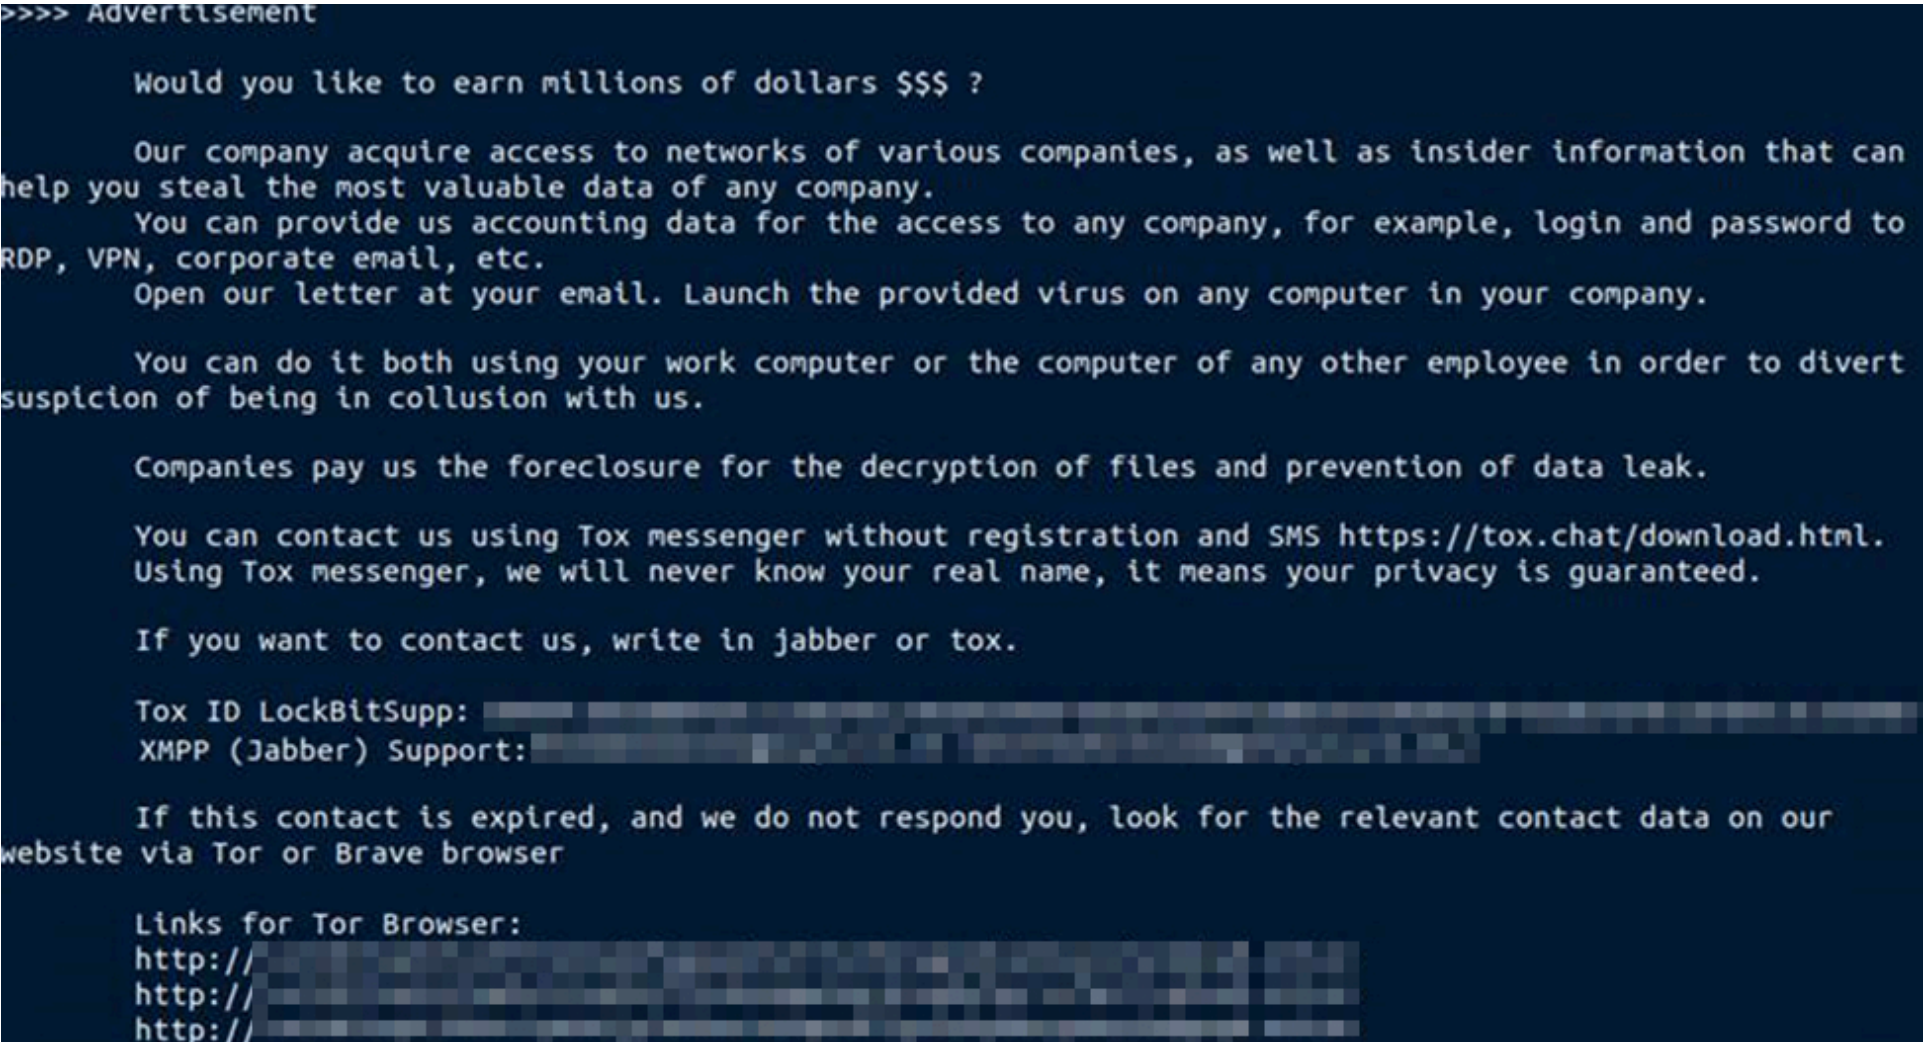 >>>> Advertisement
Would you like to earn millions of dollars $$$ ?
Our company acquire access to networks of various companies, as well as insider information that can
help you steal the most valuable data of any company.
You can provide us accounting data for the access to any company, for example, login and password to
RDP, VPN, corporate email, etc.
Open our letter at your email. Launch the provided virus on any computer in your company.
You can do it both using your work computer or the computer of any other employee in order to divert
suspicion of being in collusion with us.
Companies pay us the foreclosure for the decryption of files and prevention of data leak.
You can contact us using Tox messenger without registration and SMS https://tox.chat/download.html.
Using Tox messenger, we will never know your real name, it means your privacy is guaranteed.
If you want to contact us, write in jabber or tox.
Tox ID LockBitSupp:
XMPP (Jabber) Support:
If this contact is expired, and we do not respond you, look for the relevant contact data on our
website via Tor or Brave browser
Links for Tor Browser:
http://
http://
http://